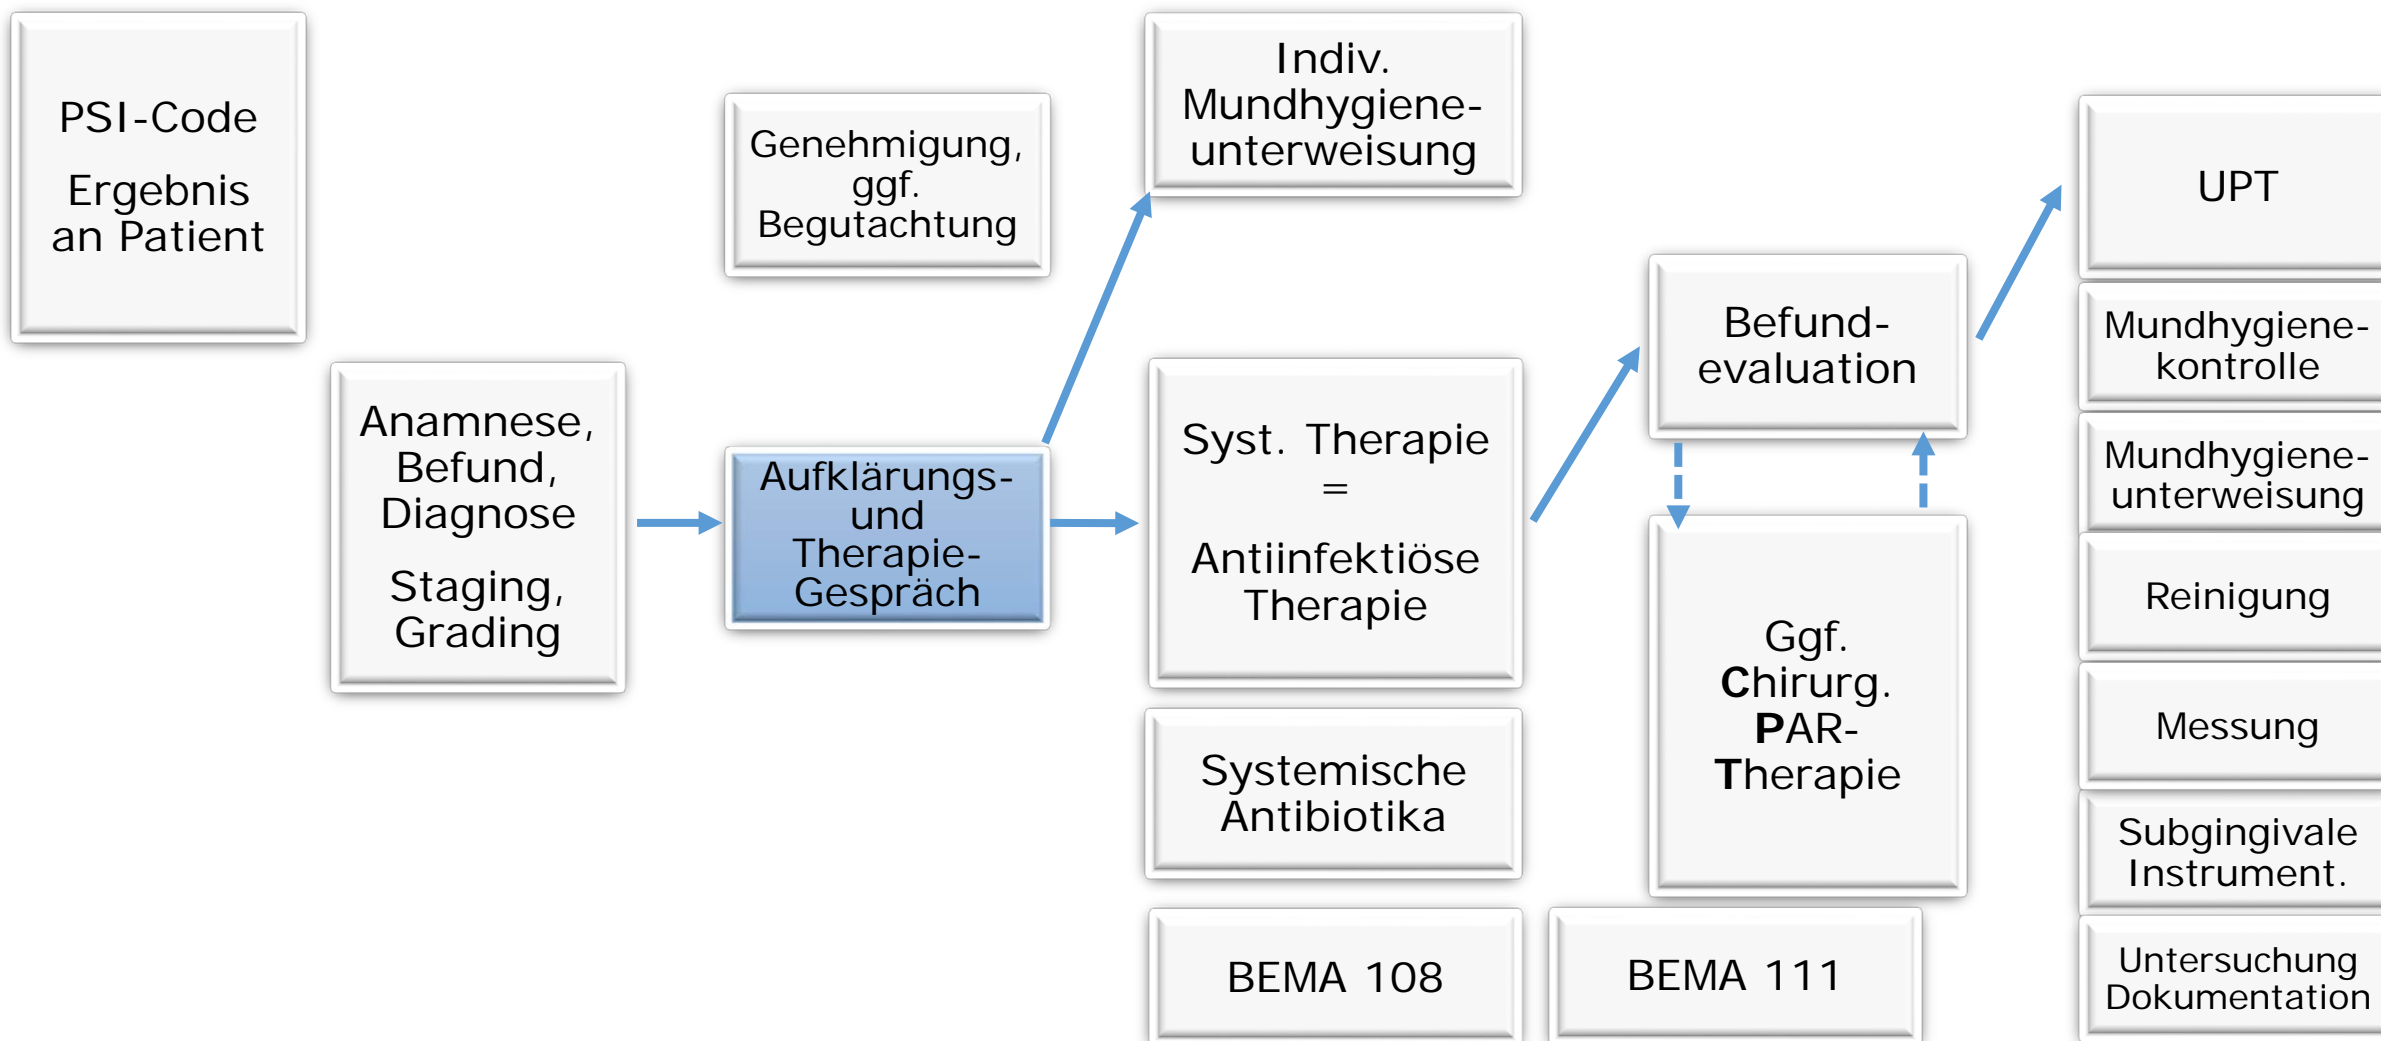 PSI-Code
Ergebnis
an Patient
Anamnese,
Befund,
Diagnose
Staging,
Grading
Genehmigung,
ggf.
Begutachtung
Aufklärungs-
und
Therapie-
Gespräch
Indiv.
Mundhygiene-
unterweisung
Syst. Therapie
=
Antiinfektiöse
Therapie
Systemische
Antibiotika
BEMA 108
Befund-
evaluation
Ggf.
Chirurg.
PAR-
Therapie
BEMA 111
UPT
Mundhygiene-
kontrolle
Mundhygiene-
unterweisung
Reinigung
Messung
Subgingivale
Instrument.
Untersuchung
Dokumentation